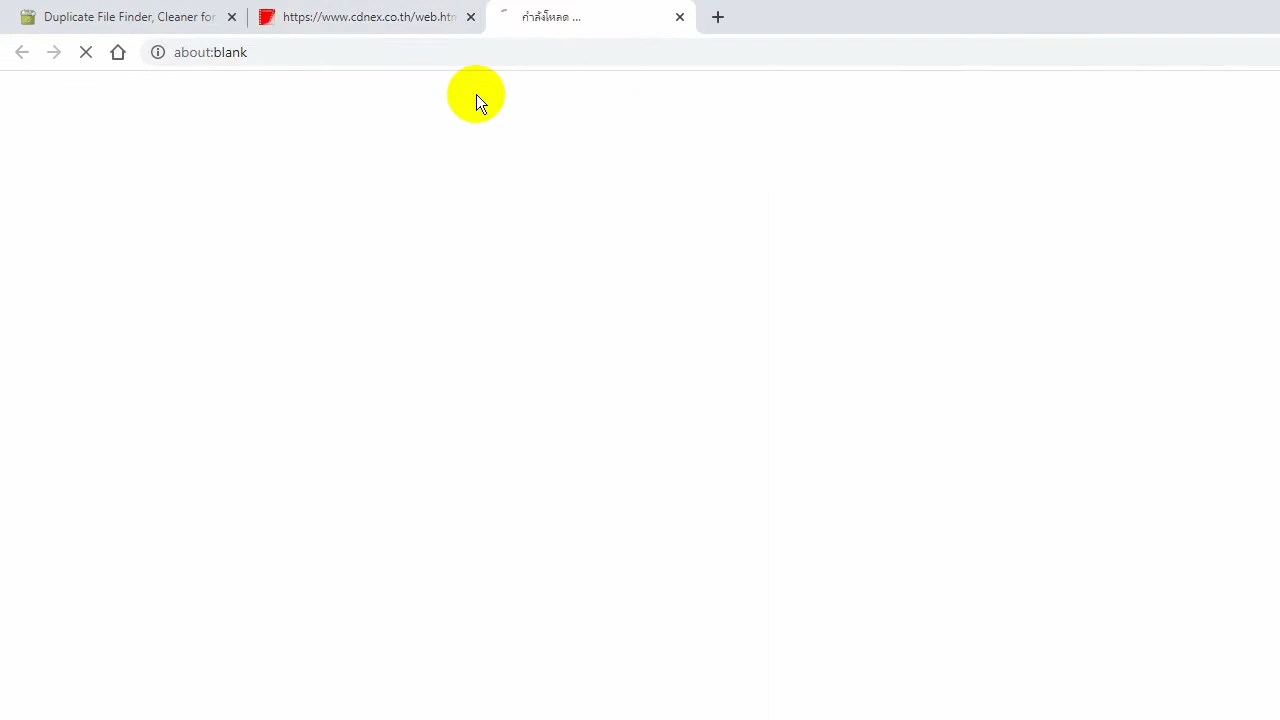 Duplicate File Finder, Cleaner for
https://www.cdnex.co.th/web.htm
กำลังโหลด ...
about:blank